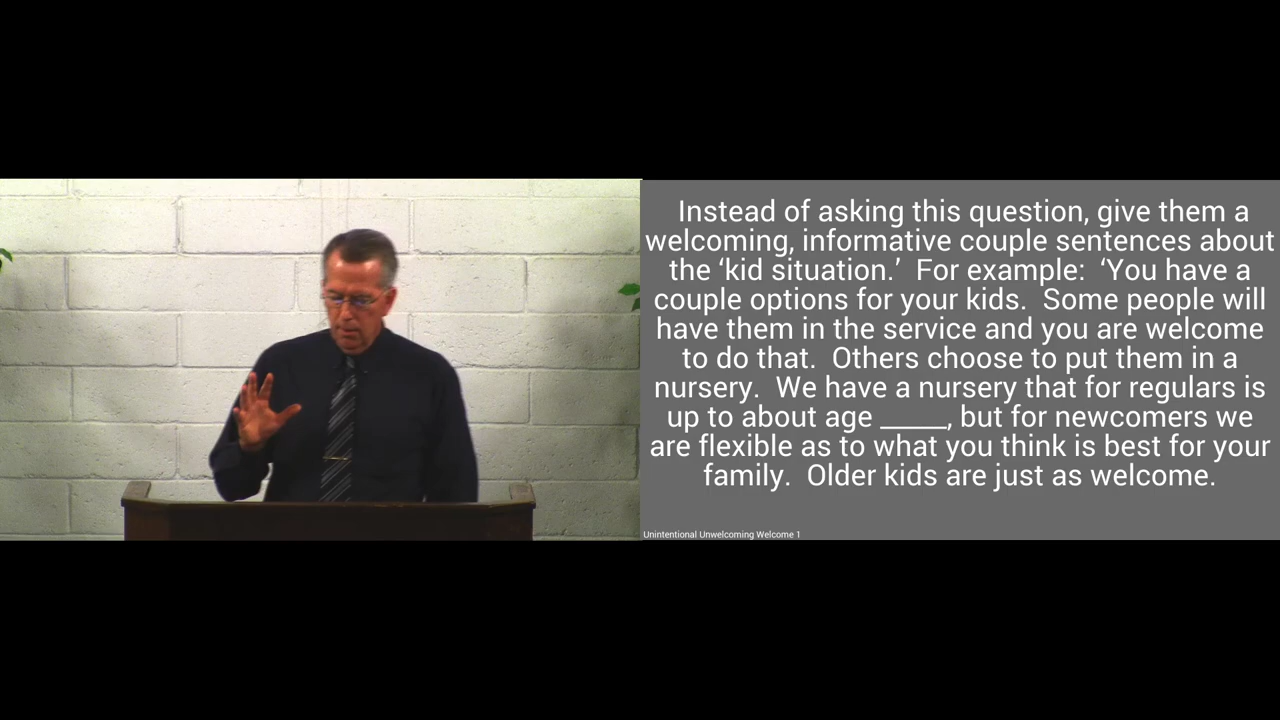 Instead of asking this question, give them a
welcoming, informative couple sentences about
the ‘kid situation.’  For example:  ‘You have a
couple options for your kids.  Some people will
have them in the service and you are welcome
to do that.  Others choose to put them in a
nursery.  We have a nursery that for regulars is
up to about age _____, but for newcomers we
are flexible as to what you think is best for your
family.  Older kids are just as welcome.
Unintentional Unwelcoming Welcome 1